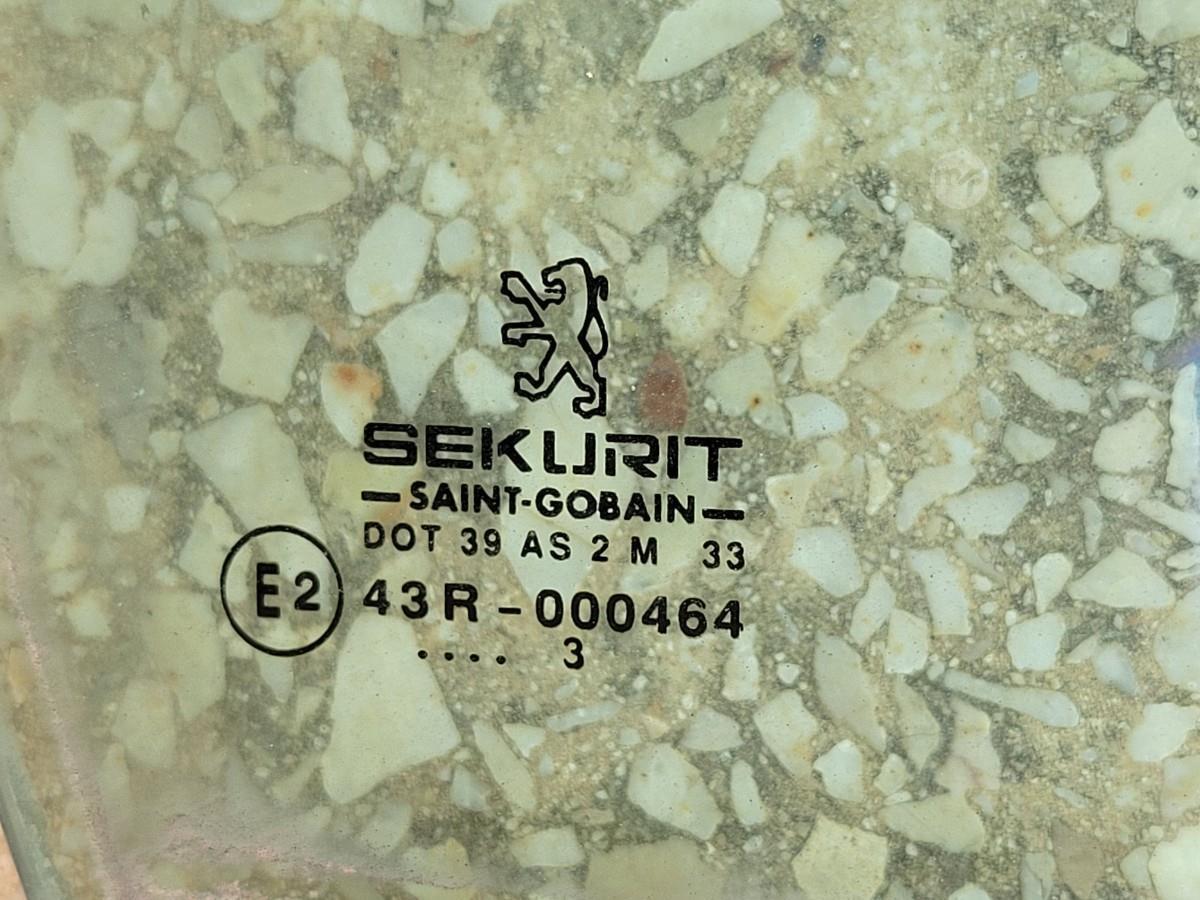 SEKURIT
—SAINT-GOBAIN—
DOT 39 AS 2 M 33
E2 43R-000464
.... 3